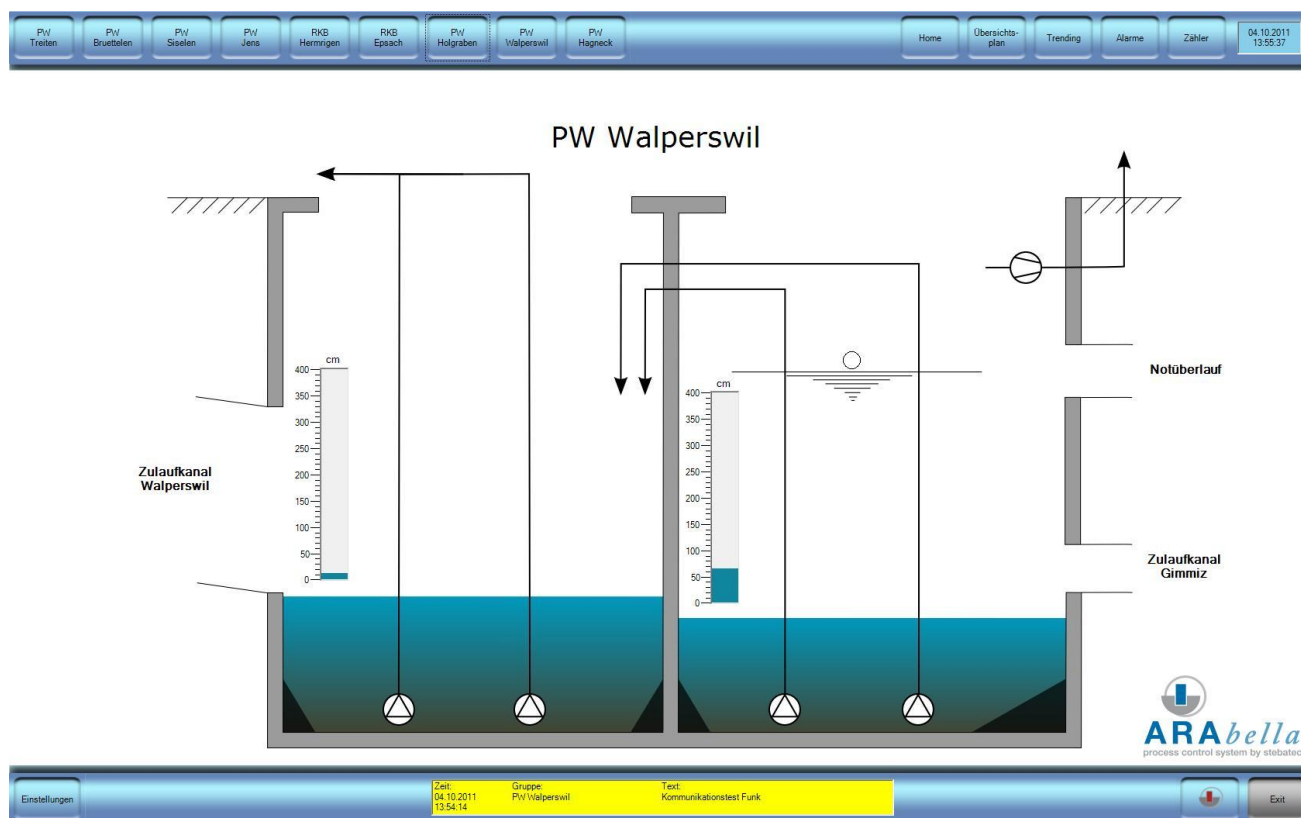 PW
Treiten
PW
Bruettelen
PW
Siselen
PW
Jens
RKB
Hermrigen
RKB
Epsach
PW
Holgraben
PW
Walperswil
PW
Hagneck
Home
Übersichts-
plan
Trending
Alarme
Zähler
04.10.2011
13:55:37
PW Walperswil
cm
400
350
300
250
200
150
100
50
0
cm
400
350
300
250
200
150
100
50
0
Zulaufkanal
Walperswil
Notüberlauf
Zulaufkanal
Gimmiz
ARAbella
process control system by stebatec
Einstellungen
Zeit: Gruppe: Text:
04.10.2011 PW Walperswil Kommunikationstest Funk
13:54:14
Exit